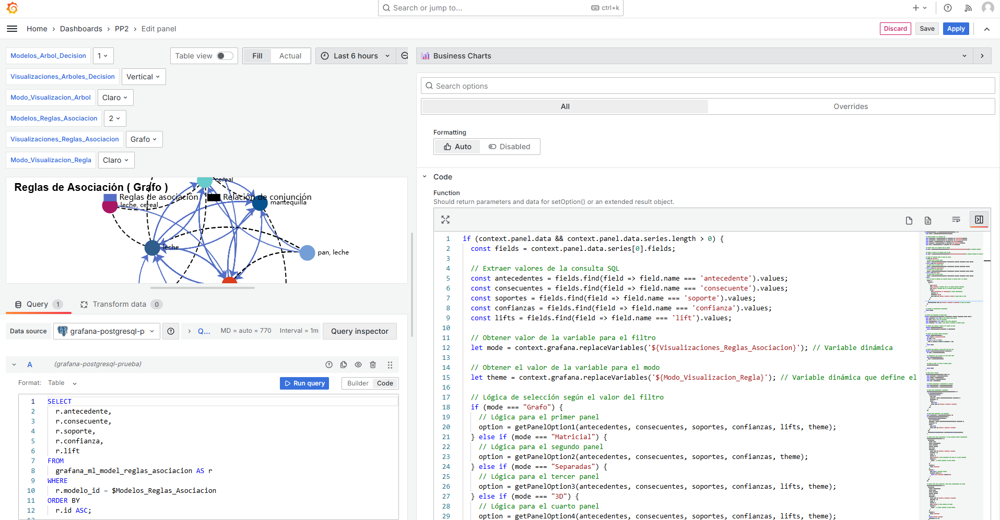 Search or jump to...
ctrl+k
Home > Dashboards > PP2 > Edit panel
Discard
Save
Apply
Modelos_Arbol_Decision
1
Table view
Fill
Actual
Last 6 hours
Visualizaciones_Arboles_Decision
Vertical
Modo_Visualizacion_Arbol
Claro
Modelos_Reglas_Asociacion
2
Visualizaciones_Reglas_Asociacion
Grafo
Modo_Visualizacion_Regla
Claro
Reglas de Asociación ( Grafo )
Reglas de asociación
Relación de conjunción
cereal
mantequilla
leche, cereal
leche
pan, leche
Query 1
Transform data 0
Data source
grafana-postgresql-p
Q...
MD = auto = 770
Interval = 1m
Query inspector
A
(grafana-postgresql-prueba)
Format: Table
Run query
Builder
Code
1 SELECT
2 r.antecedente,
3 r.consecuente,
4 r.soporte,
5 r.confianza,
6 r.lift
7 FROM
8 grafana_ml_model_reglas_asociacion AS r
9 WHERE
10 r.modelo_id = $Modelos_Reglas_Asociacion
11 ORDER BY
12 r.id ASC;
Business Charts
Search options
All
Overrides
Formatting
Auto
Disabled
Code
Function
Should return parameters and data for setOption() or an extended result object.
1 if (context.panel.data && context.panel.data.series.length > 0) {
2 const fields = context.panel.data.series[0].fields;
3
4 // Extraer valores de la consulta SQL
5 const antecedentes = fields.find(field => field.name === 'antecedente').values;
6 const consecuentes = fields.find(field => field.name === 'consecuente').values;
7 const soportes = fields.find(field => field.name === 'soporte').values;
8 const confianzas = fields.find(field => field.name === 'confianza').values;
9 const lifts = fields.find(field => field.name === 'lift').values;
10
11 // Obtener valor de la variable para el filtro
12 let mode = context.grafana.replaceVariables('${Visualizaciones_Reglas_Asociacion}'); // Variable dinámica
13
14 // Obtener el valor de la variable para el modo
15 let theme = context.grafana.replaceVariables('${Modo_Visualizacion_Regla}'); // Variable dinámica que define el
16
17 // Lógica de selección según el valor del filtro
18 if (mode === "Grafo") {
19 // Lógica para el primer panel
20 option = getPanelOption1(antecedentes, consecuentes, soportes, confianzas, lifts, theme);
21 } else if (mode === "Matricial") {
22 // Lógica para el segundo panel
23 option = getPanelOption2(antecedentes, consecuentes, soportes, confianzas, theme);
24 } else if (mode === "Separadas") {
25 // Lógica para el tercer panel
26 option = getPanelOption3(antecedentes, consecuentes, soportes, confianzas, lifts, theme);
27 } else if (mode === "3D") {
28 // Lógica para el cuarto panel
29 option = getPanelOption4(antecedentes, consecuentes, soportes, confianzas, lifts, theme);